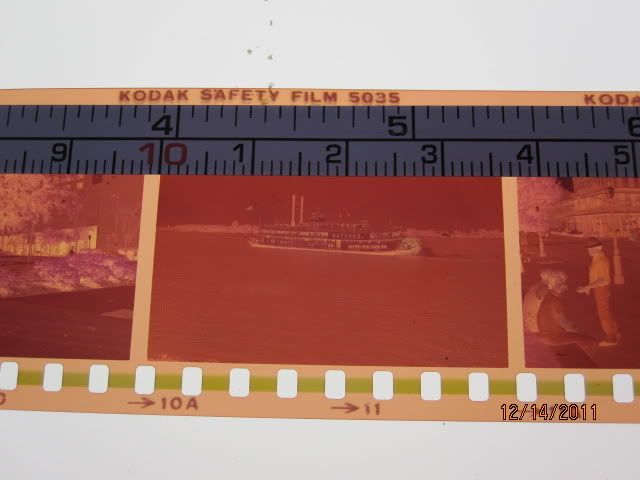 KODAK SAFETY FILM 5035 KODA
4 5 6
9 10 1 2 3 4 5
NATCHEZ
→10A →11
12/14/2011